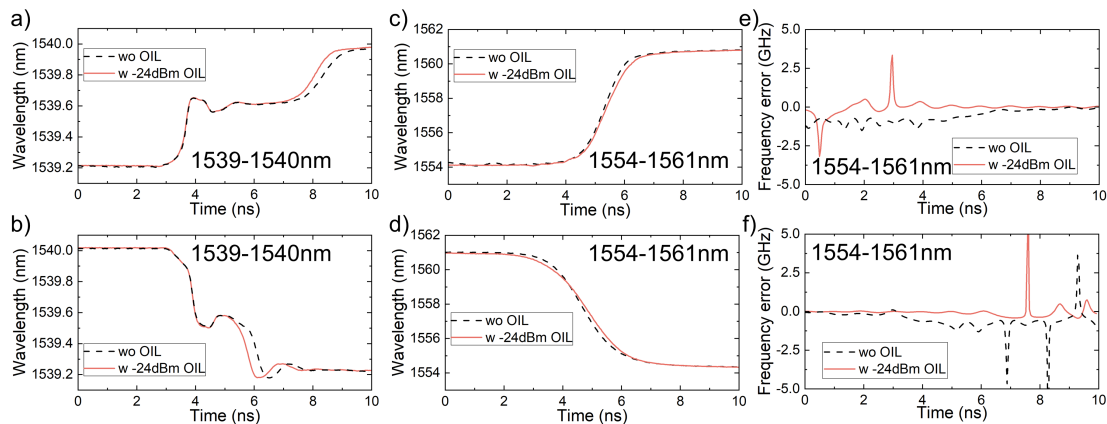 a)
Wavelength (nm)
1540.0
1539.8
1539.6
1539.4
1539.2
wo OIL
w -24dBm OIL
1539-1540nm
0 2 4 6 8 10
Time (ns)
c)
Wavelength (nm)
1562
1560
1558
1556
1554
wo OIL
w -24dBm OIL
1554-1561nm
0 2 4 6 8 10
Time (ns)
e)
Frequency error (GHz)
5.0
2.5
0.0
-2.5
-5.0
wo OIL
w -24dBm OIL
1554-1561nm
0 2 4 6 8 10
Time (ns)
b)
Wavelength (nm)
1540.0
1539.8
1539.6
1539.4
1539.2
1539-1540nm
wo OIL
w -24dBm OIL
0 2 4 6 8 10
Time (ns)
d)
Wavelength (nm)
1562
1560
1558
1556
1554
1554-1561nm
wo OIL
w -24dBm OIL
0 2 4 6 8 10
Time (ns)
f)
Frequency error (GHz)
5.0
2.5
0.0
-2.5
-5.0
1554-1561nm
wo OIL
w -24dBm OIL
0 2 4 6 8 10
Time (ns)